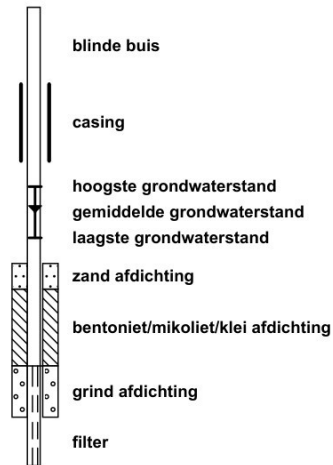 blinde buis
casing
hoogste grondwaterstand
gemiddelde grondwaterstand
laagste grondwaterstand
zand afdichting
bentoniet/mikoliet/klei afdichting
grind afdichting
filter